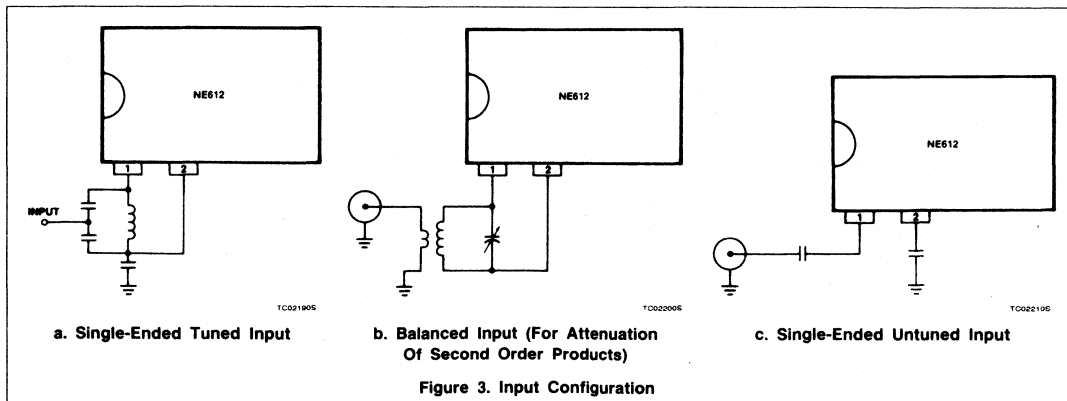 NE612
1
2
INPUT
TC02190S
a. Single-Ended Tuned Input
NE612
1
2
TC02200S
b. Balanced Input (For Attenuation
Of Second Order Products)
NE612
1
2
TC02210S
c. Single-Ended Untuned Input
Figure 3. Input Configuration